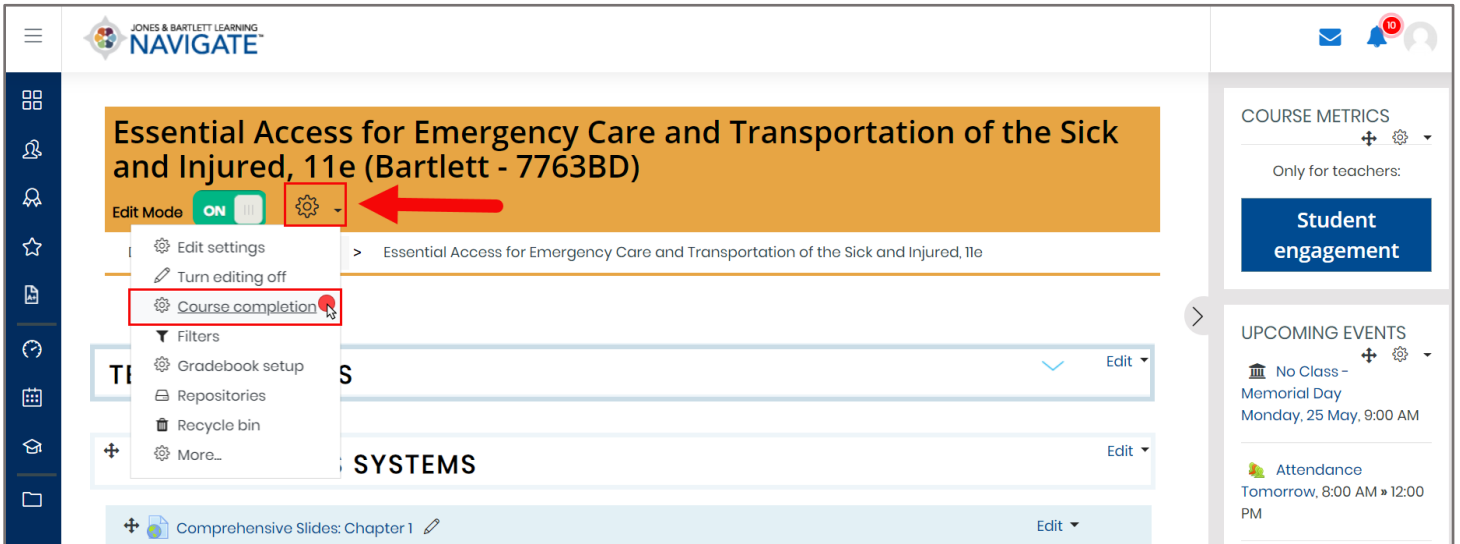 JONES & BARTLETT LEARNING
NAVIGATE™
10
Essential Access for Emergency Care and Transportation of the Sick
and Injured, 11e (Bartlett - 7763BD)
Edit Mode ON
> Essential Access for Emergency Care and Transportation of the Sick and Injured, 11e
Edit settings
Turn editing off
Course completion
Filters
Gradebook setup
Repositories
Recycle bin
More...
Edit
SYSTEMS
Edit
Comprehensive Slides: Chapter 1
Edit
COURSE METRICS
Only for teachers:
Student
engagement
UPCOMING EVENTS
No Class -
Memorial Day
Monday, 25 May, 9:00 AM
Attendance
Tomorrow, 8:00 AM » 12:00
PM